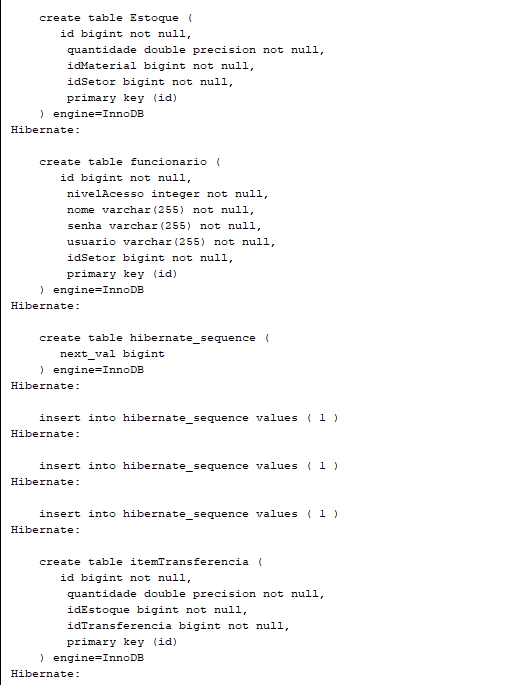 create table Estoque (
id bigint not null,
quantidade double precision not null,
idMaterial bigint not null,
idSetor bigint not null,
primary key (id)
) engine=InnoDB
Hibernate:
create table funcionario (
id bigint not null,
nivelAcesso integer not null,
nome varchar(255) not null,
senha varchar(255) not null,
usuario varchar(255) not null,
idSetor bigint not null,
primary key (id)
) engine=InnoDB
Hibernate:
create table hibernate_sequence (
next_val bigint
) engine=InnoDB
Hibernate:
insert into hibernate_sequence values ( 1 )
Hibernate:
insert into hibernate_sequence values ( 1 )
Hibernate:
insert into hibernate_sequence values ( 1 )
Hibernate:
create table itemTransferencia (
id bigint not null,
quantidade double precision not null,
idEstoque bigint not null,
idTransferencia bigint not null,
primary key (id)
) engine=InnoDB
Hibernate: